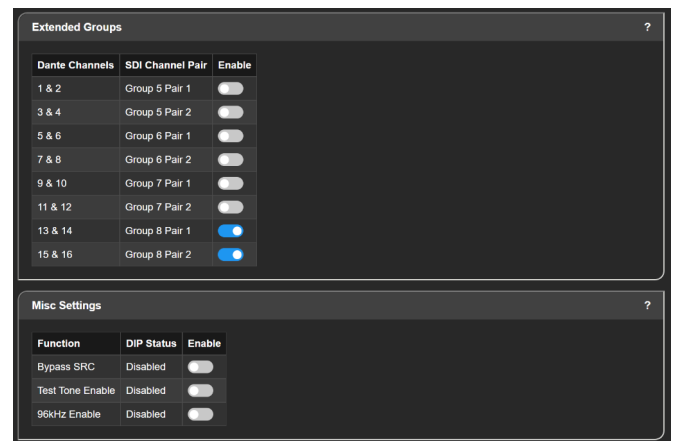 Extended Groups ?
Dante Channels SDI Channel Pair Enable
1 & 2 Group 5 Pair 1
3 & 4 Group 5 Pair 2
5 & 6 Group 6 Pair 1
7 & 8 Group 6 Pair 2
9 & 10 Group 7 Pair 1
11 & 12 Group 7 Pair 2
13 & 14 Group 8 Pair 1
15 & 16 Group 8 Pair 2
Misc Settings ?
Function DIP Status Enable
Bypass SRC Disabled
Test Tone Enable Disabled
96kHz Enable Disabled